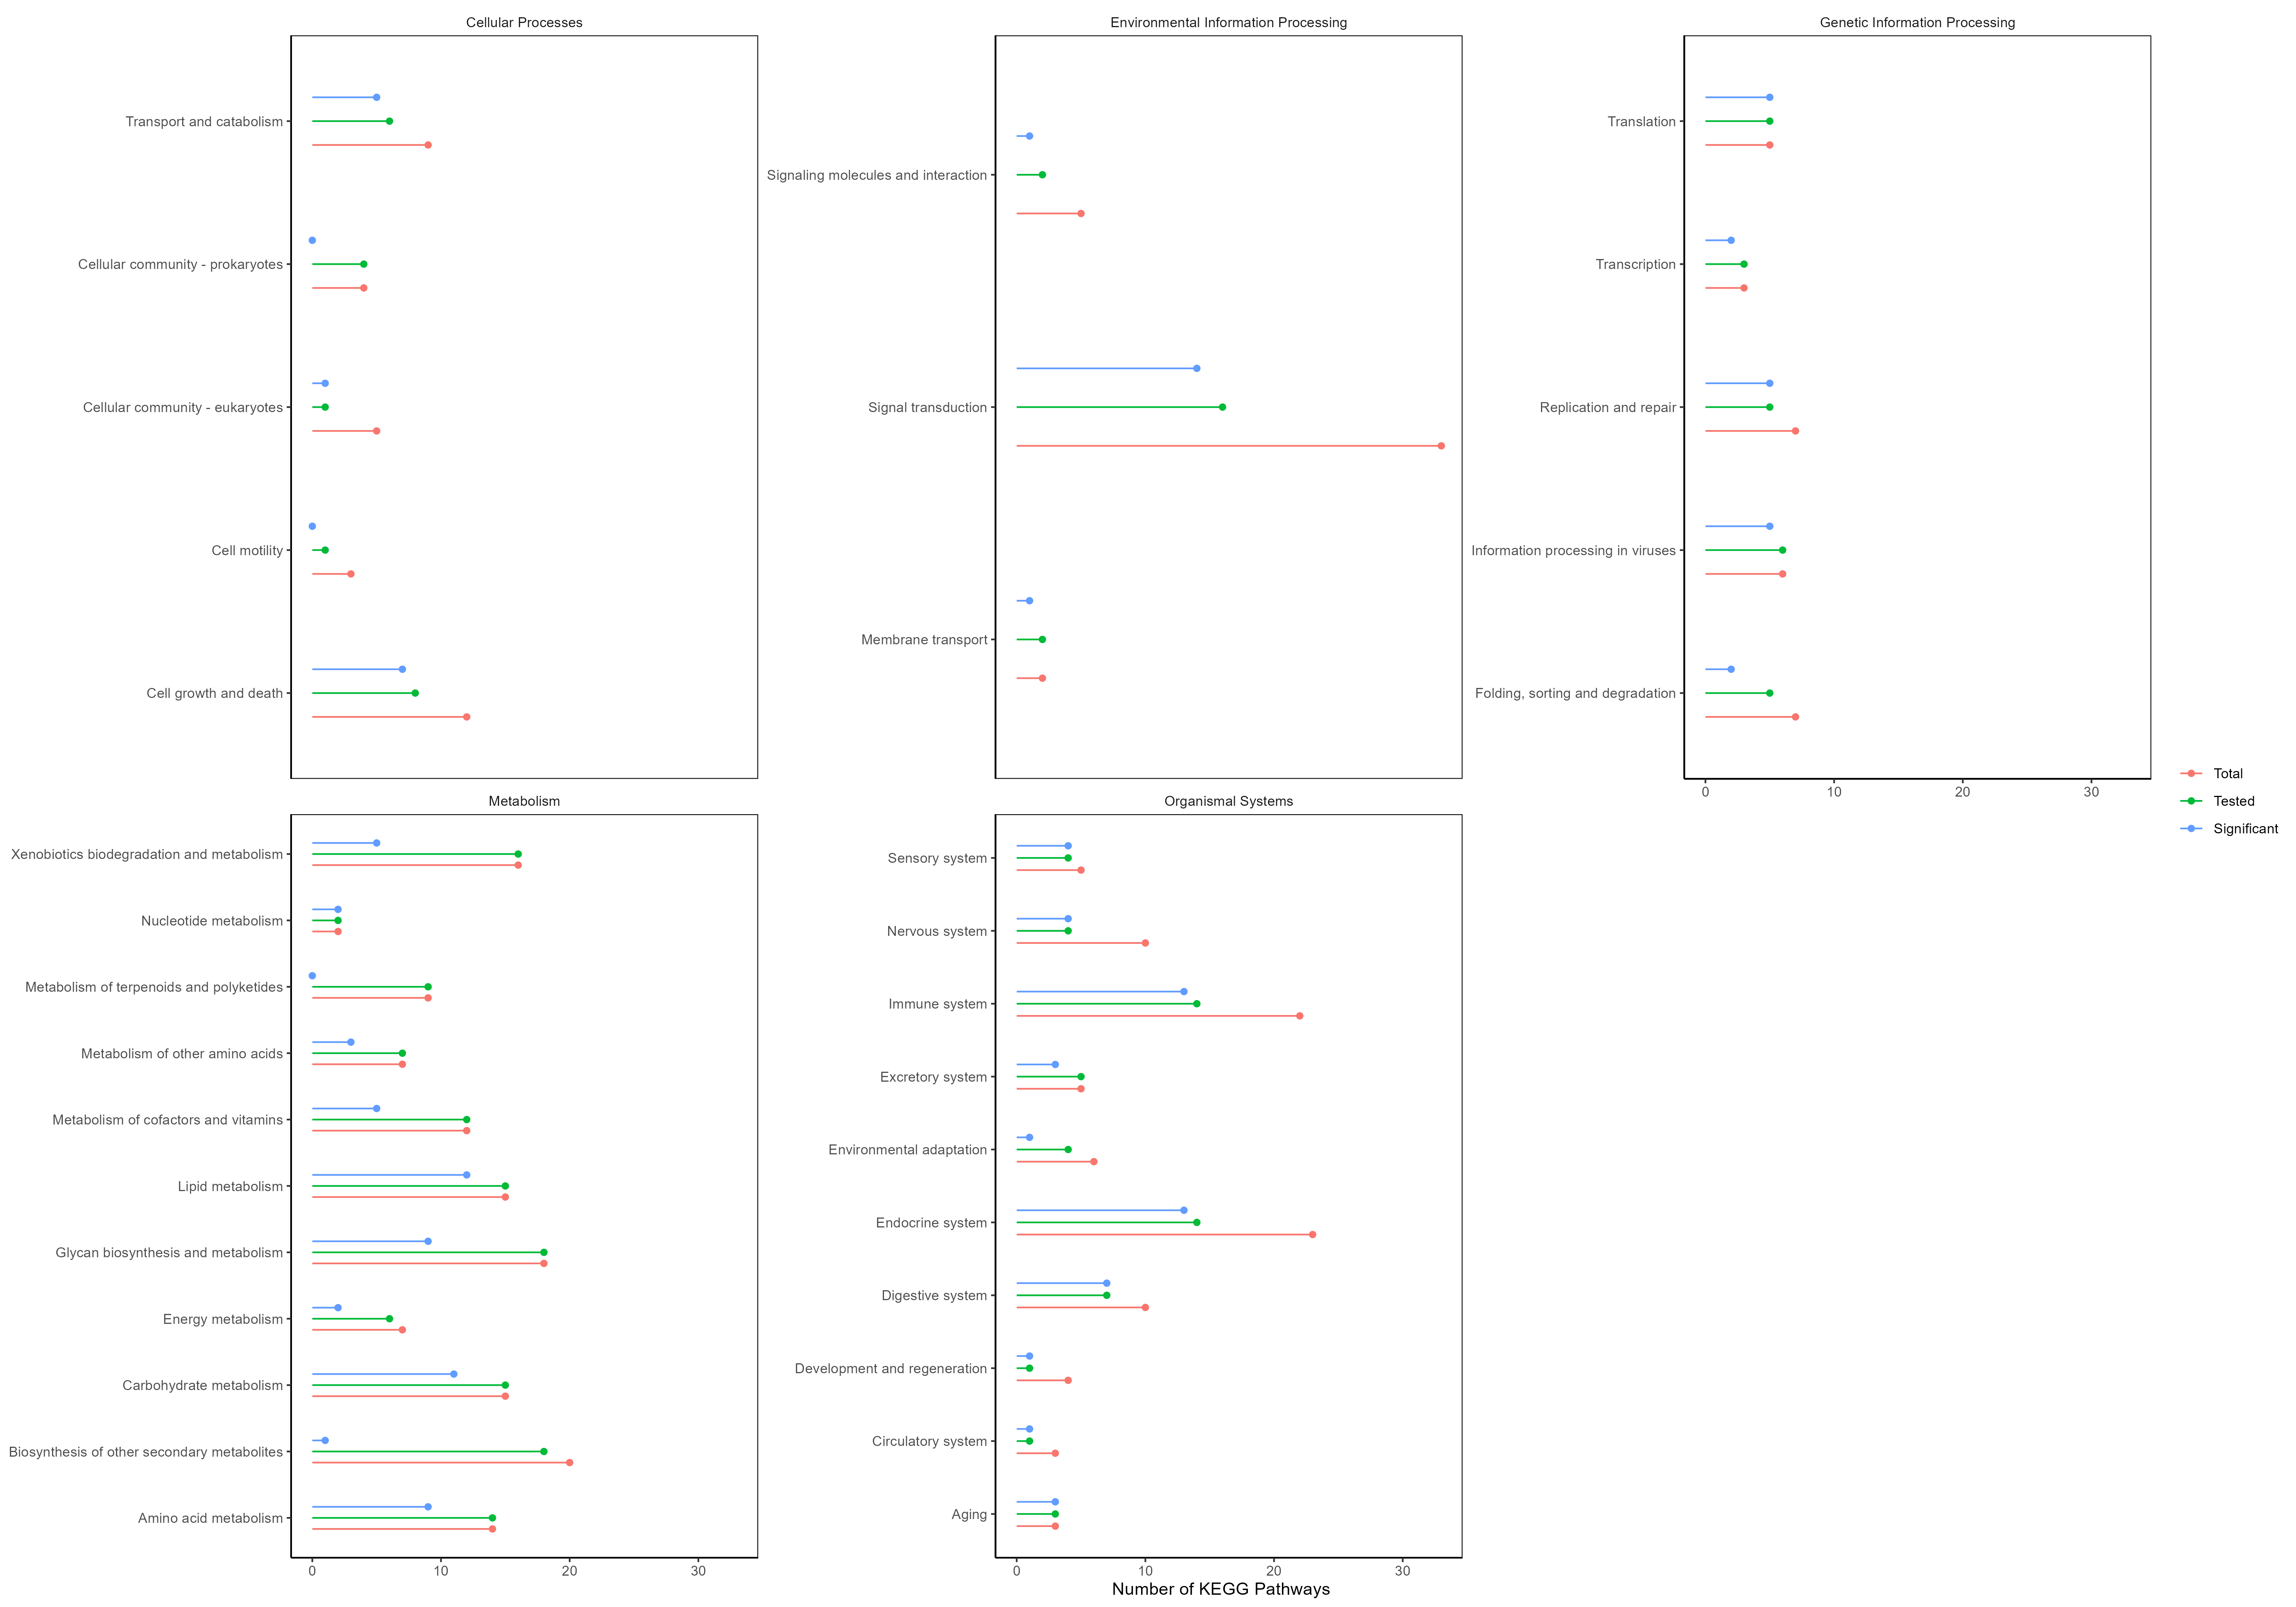 Cellular Processes
Transport and catabolism
Cellular community - prokaryotes
Cellular community - eukaryotes
Cell motility
Cell growth and death
Environmental Information Processing
Signaling molecules and interaction
Signal transduction
Membrane transport
Genetic Information Processing
Translation
Transcription
Replication and repair
Information processing in viruses
Folding, sorting and degradation
0 10 20 30
Total
Tested
Significant
Metabolism
Xenobiotics biodegradation and metabolism
Nucleotide metabolism
Metabolism of terpenoids and polyketides
Metabolism of other amino acids
Metabolism of cofactors and vitamins
Lipid metabolism
Glycan biosynthesis and metabolism
Energy metabolism
Carbohydrate metabolism
Biosynthesis of other secondary metabolites
Amino acid metabolism
0 10 20 30
Organismal Systems
Sensory system
Nervous system
Immune system
Excretory system
Environmental adaptation
Endocrine system
Digestive system
Development and regeneration
Circulatory system
Aging
0 10 20 30
Number of KEGG Pathways